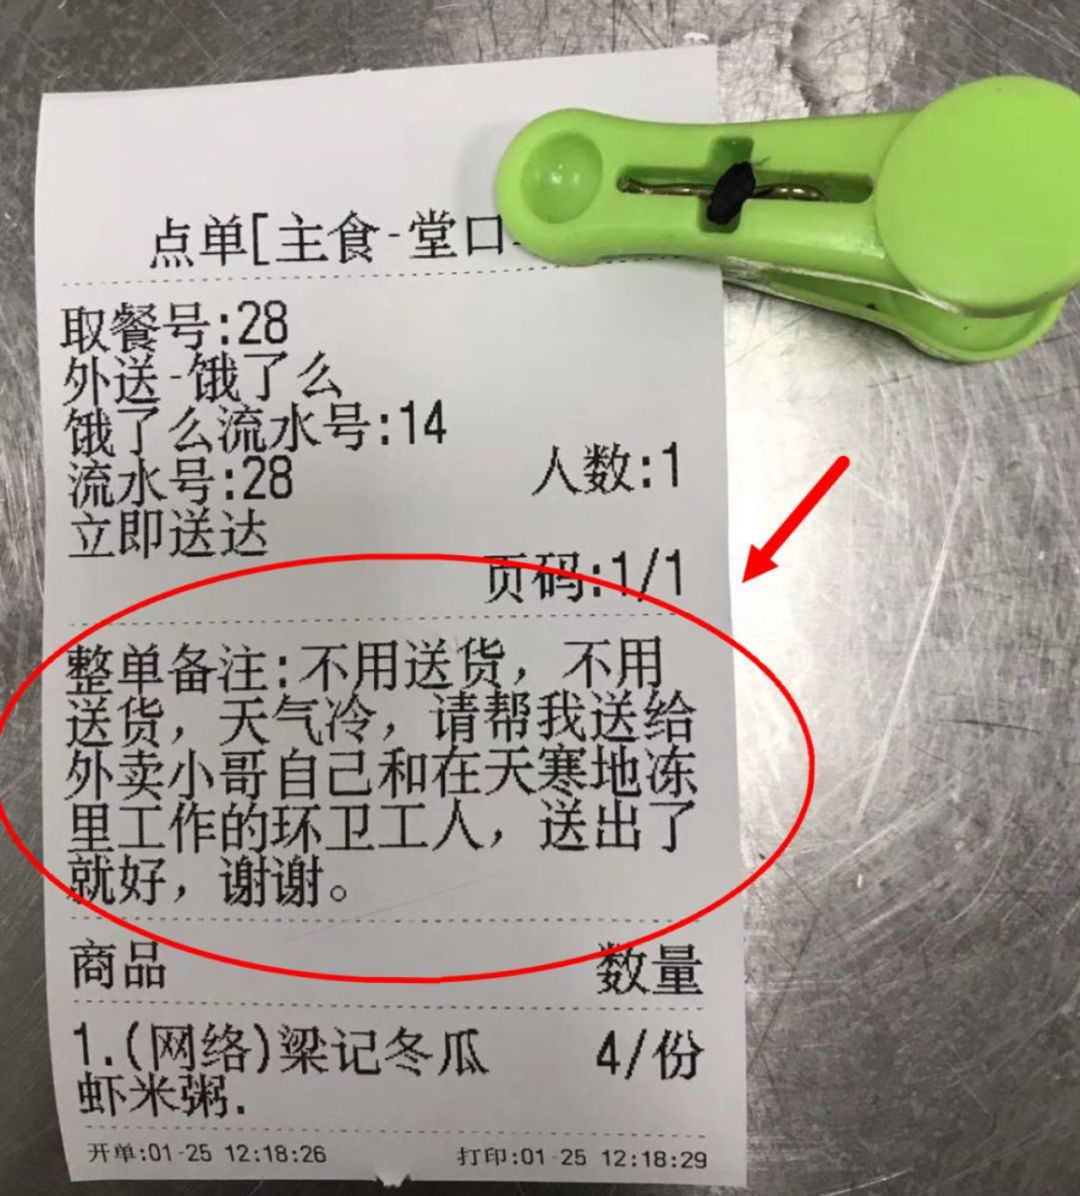 点单[主食-堂口
取餐号:28
外送-饿了么
饿了么流水号:14
流水号:28 人数:1
立即送达
页码:1/1
整单备注:不用送货，不用
送货，天气冷，请帮我送给
外卖小哥自己和在天寒地冻
里工作的环卫工人，送出了
就好，谢谢。
商品 数量
1.(网络)梁记冬瓜 4/份
虾米粥.
开单:01-25 12:18:26 打印:01-25 12:18:29